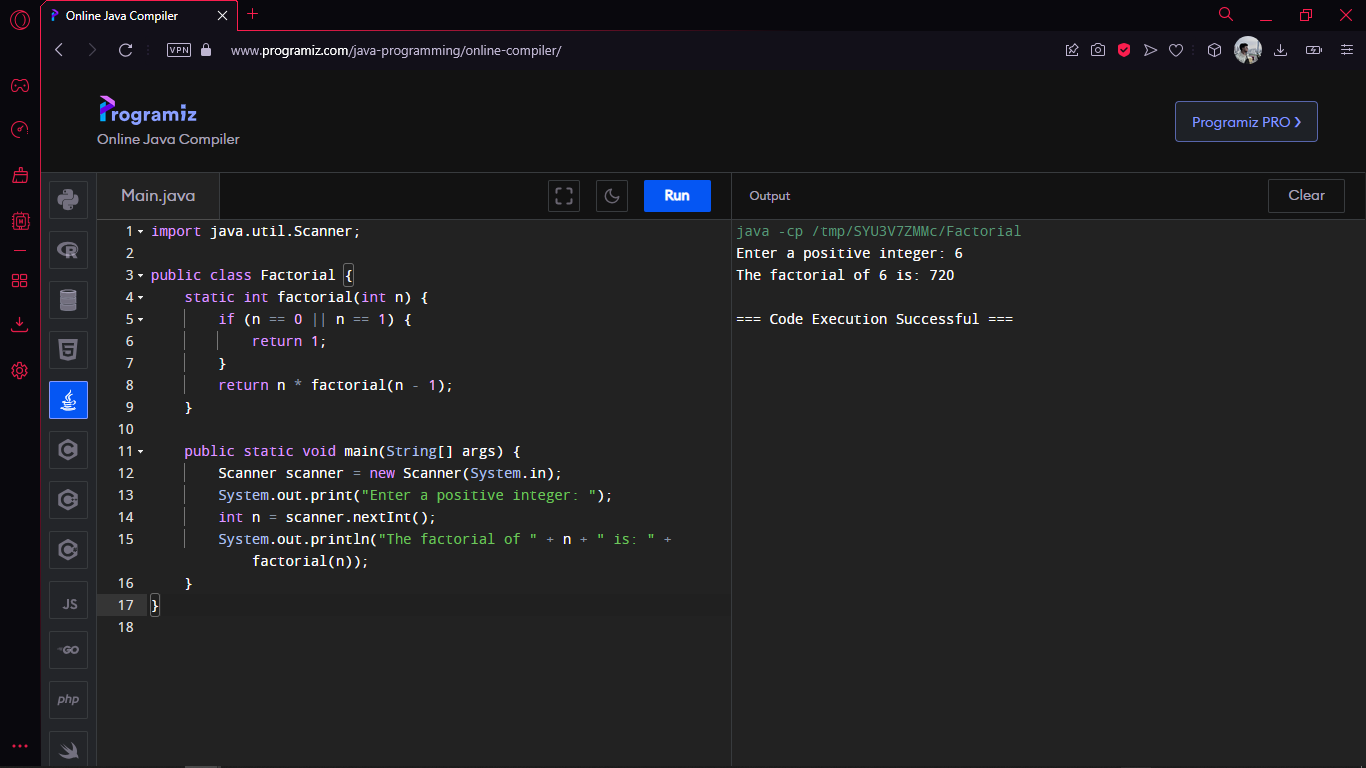 Online Java Compiler
VPN www.programiz.com/java-programming/online-compiler/
Programiz
Online Java Compiler
Programiz PRO ❯
Main.java
Run
Output
Clear
1 import java.util.Scanner;
2
3 public class Factorial {
4 static int factorial(int n) {
5 if (n == 0 || n == 1) {
6 return 1;
7 }
8 return n * factorial(n - 1);
9 }
10
11 public static void main(String[] args) {
12 Scanner scanner = new Scanner(System.in);
13 System.out.print("Enter a positive integer: ");
14 int n = scanner.nextInt();
15 System.out.println("The factorial of " + n + " is: " +
factorial(n));
16 }
17 }
18
java -cp /tmp/SYU3V7ZMMc/Factorial
Enter a positive integer: 6
The factorial of 6 is: 720
=== Code Execution Successful ===
R
5
C
C
C
JS
GO
php